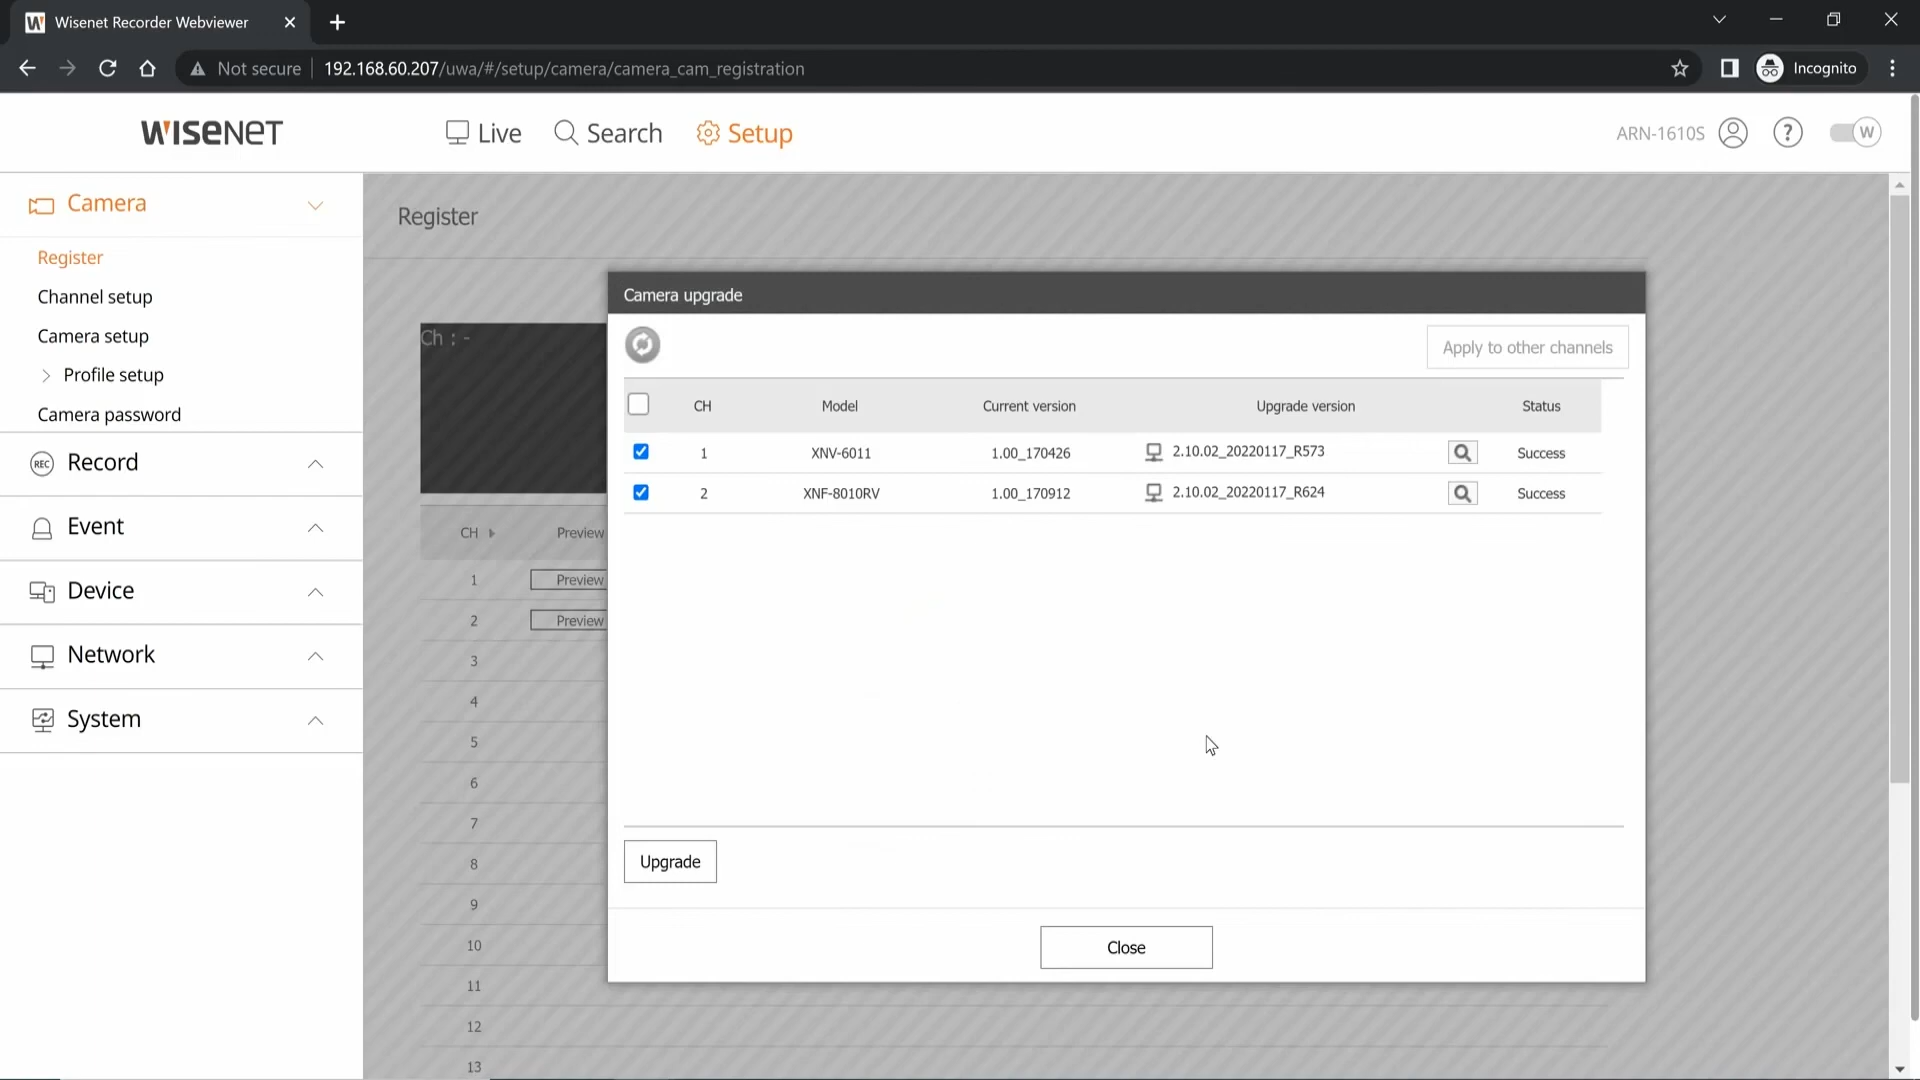 Wisenet Recorder Webviewer
Not secure 192.168.60.207/uwa/#/setup/camera/camera_cam_registration Incognito
WISENET Live Search Setup ARN-1610S W
Camera
Register
Channel setup
Camera setup
Profile setup
Camera password
REC Record
Event
Device
Network
System
Register
Ch : -
CH Preview
1 Preview
2 Preview
3
4
5
6
7
8
9
10
11
12
13
Camera upgrade
Apply to other channels
CH Model Current version Upgrade version Status
1 XNV-6011 1.00_170426 2.10.02_20220117_R573 Success
2 XNF-8010RV 1.00_170912 2.10.02_20220117_R624 Success
Upgrade
Close